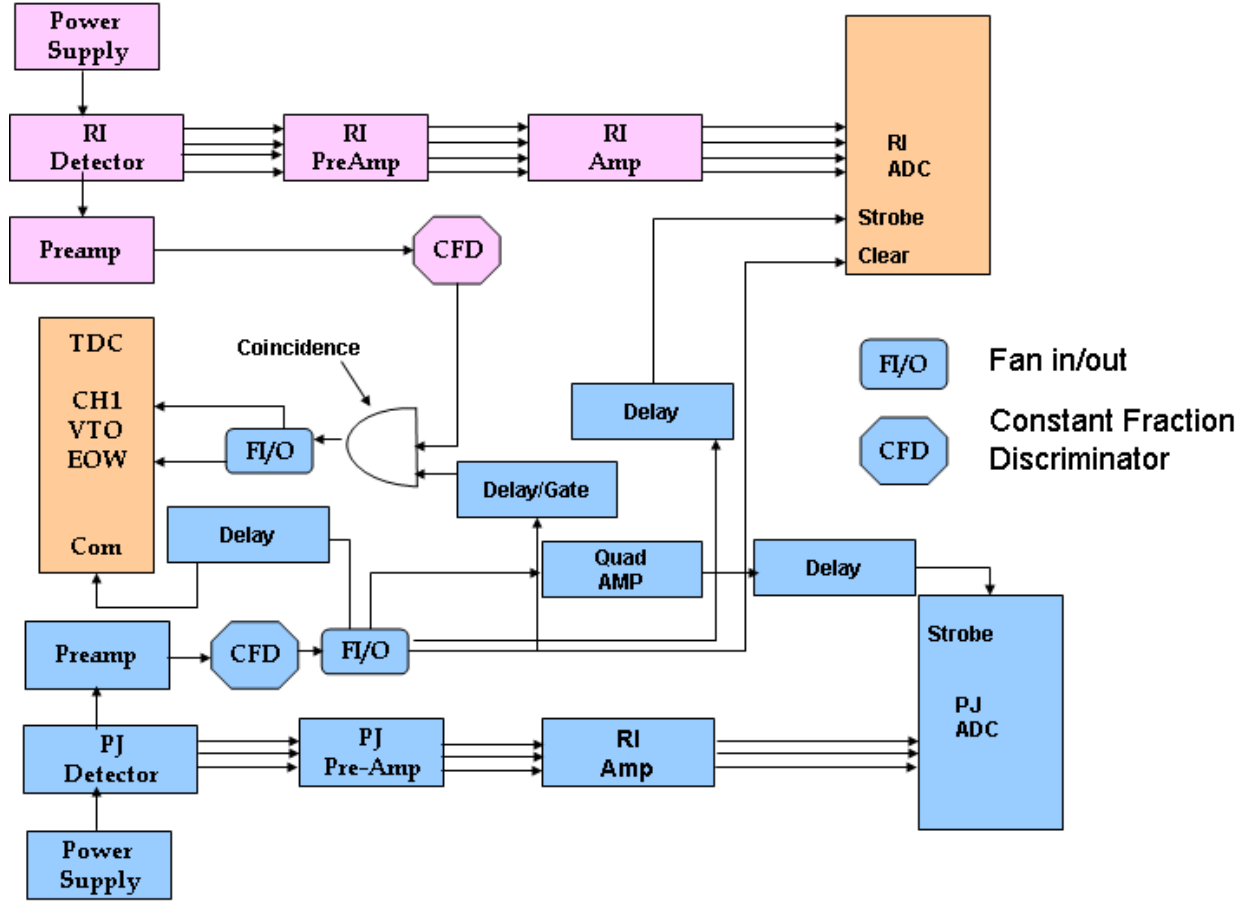 Power
Supply
RI
Detector
RI
PreAmp
RI
Amp
RI
ADC
Strobe
Clear
Preamp
CFD
TDC
CH1
VTO
EOW
Com
Coincidence
FI/O
Delay/Gate
Delay
Delay
Quad
AMP
Delay
FI/O
Fan in/out
CFD
Constant Fraction
Discriminator
Preamp
CFD
FI/O
Strobe
PJ
ADC
PJ
Detector
PJ
Pre-Amp
RI
Amp
Power
Supply